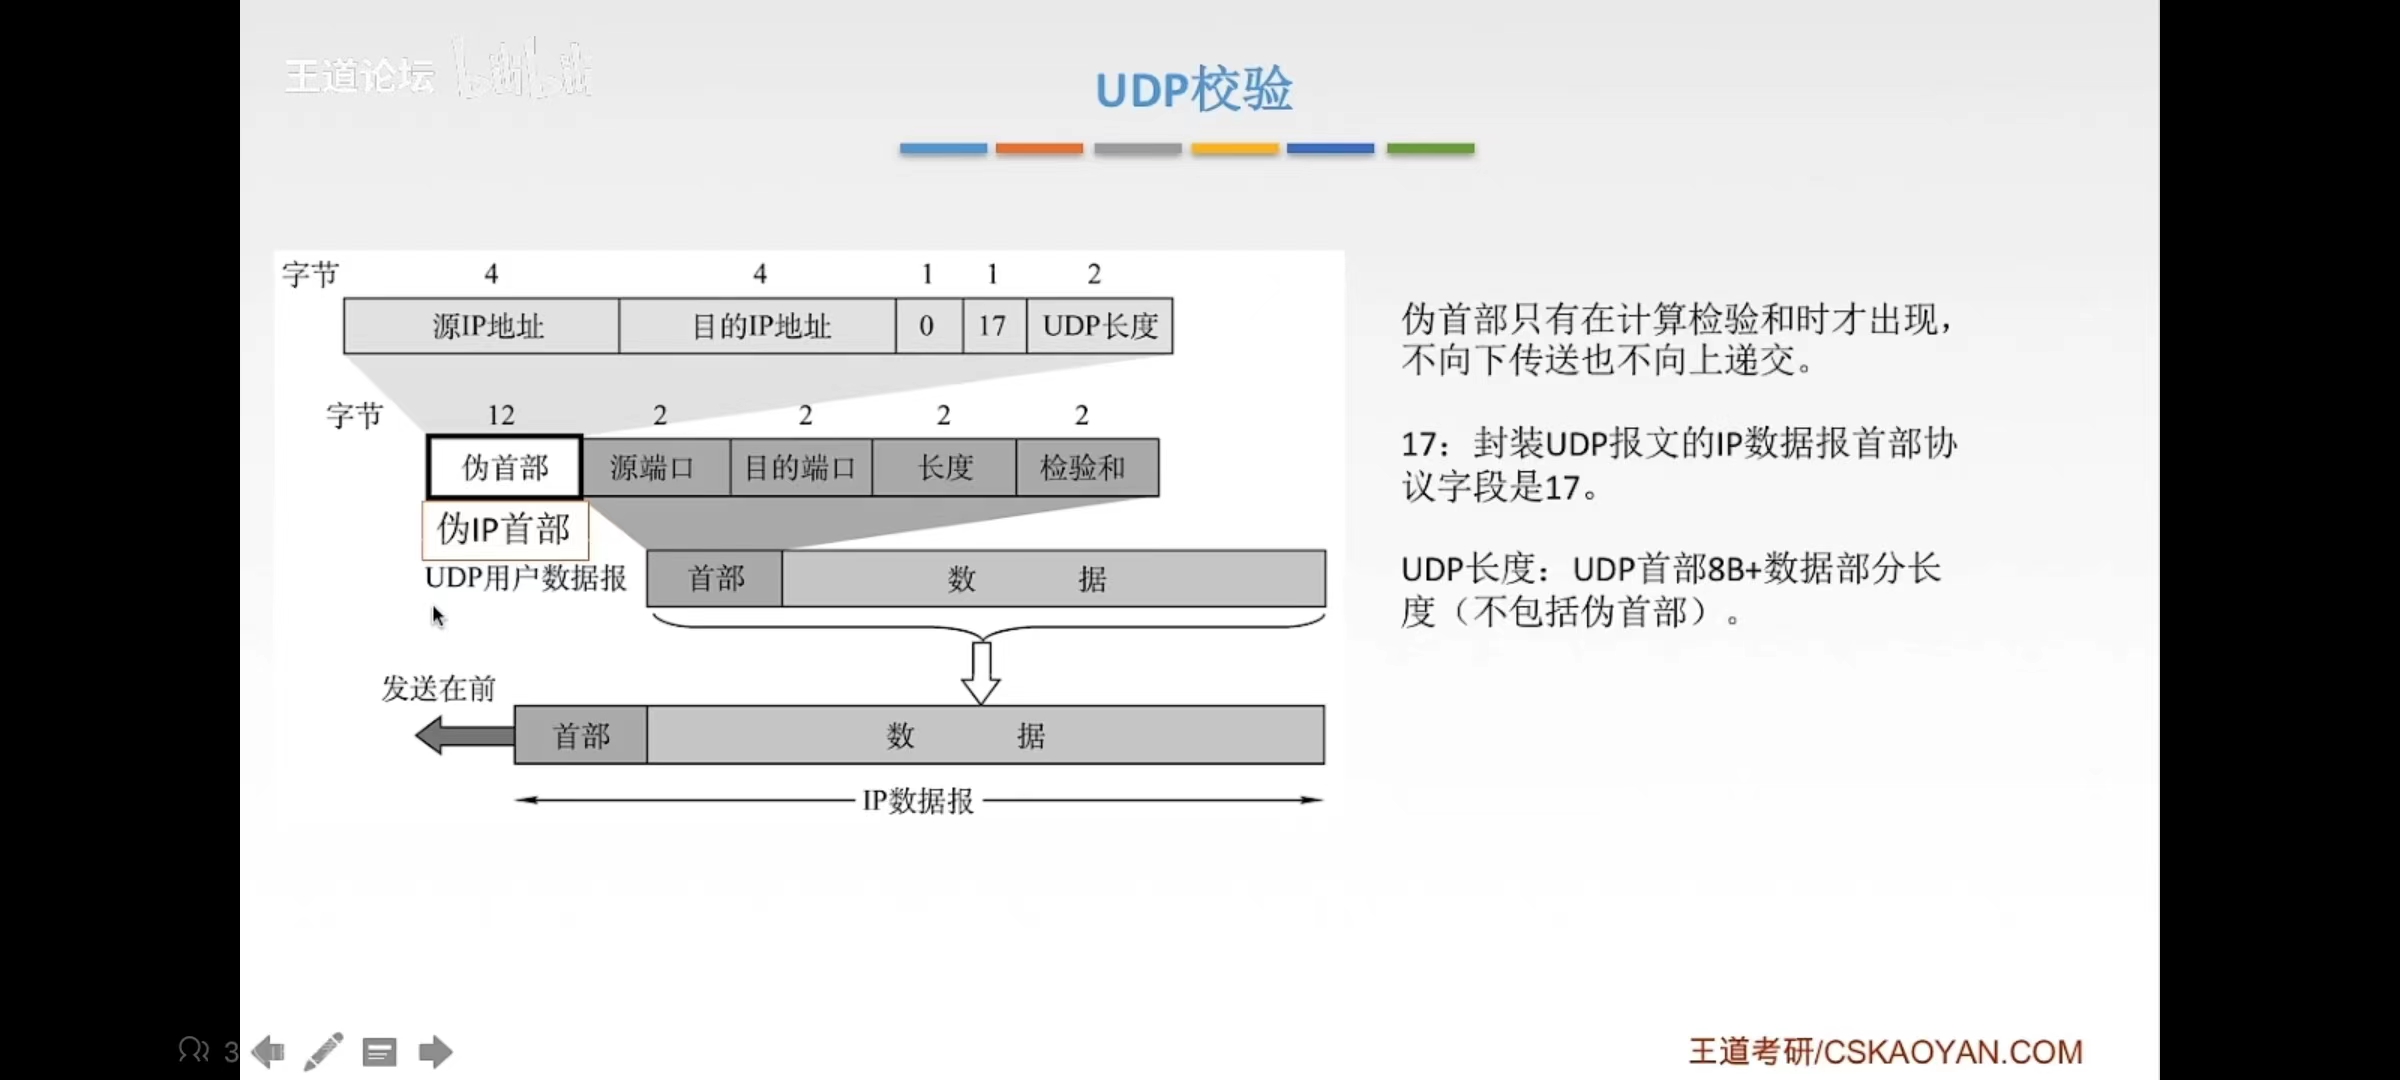 王道论坛 bilibili
UDP校验
字节 4 4 1 1 2
源IP地址 目的IP地址 0 17 UDP长度
字节 12 2 2 2 2
伪首部 源端口 目的端口 长度 检验和
伪IP首部
UDP用户数据报 首部 数 据
发送在前
首部 数 据
IP数据报
伪首部只有在计算检验和时才出现，
不向下传送也不向上递交。
17：封装UDP报文的IP数据报首部协
议字段是17。
UDP长度：UDP首部8B+数据部分长
度（不包括伪首部）。
3
王道考研/CSKAOYAN.COM